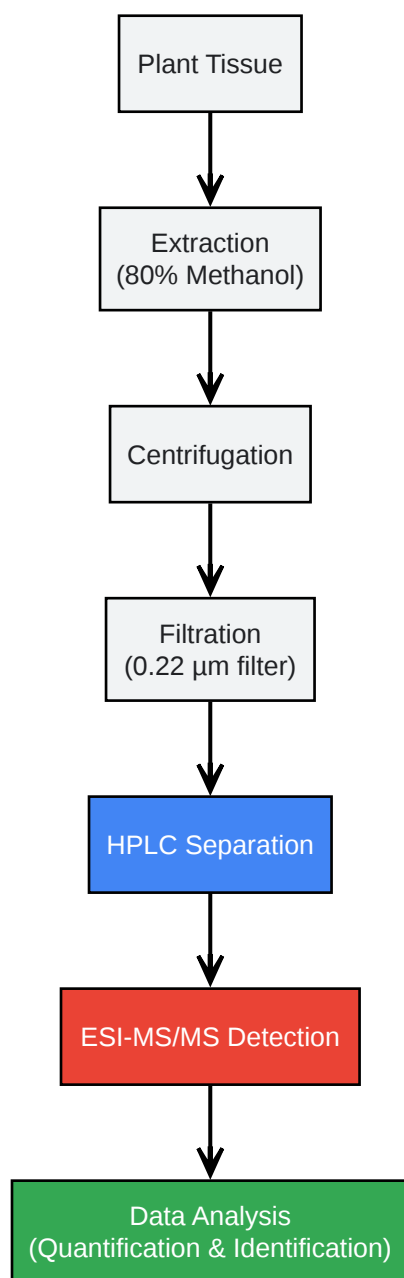 Plant Tissue
Extraction
(80% Methanol)
Centrifugation
Filtration
(0.22 µm filter)
HPLC Separation
ESI-MS/MS Detection
Data Analysis
(Quantification & Identification)